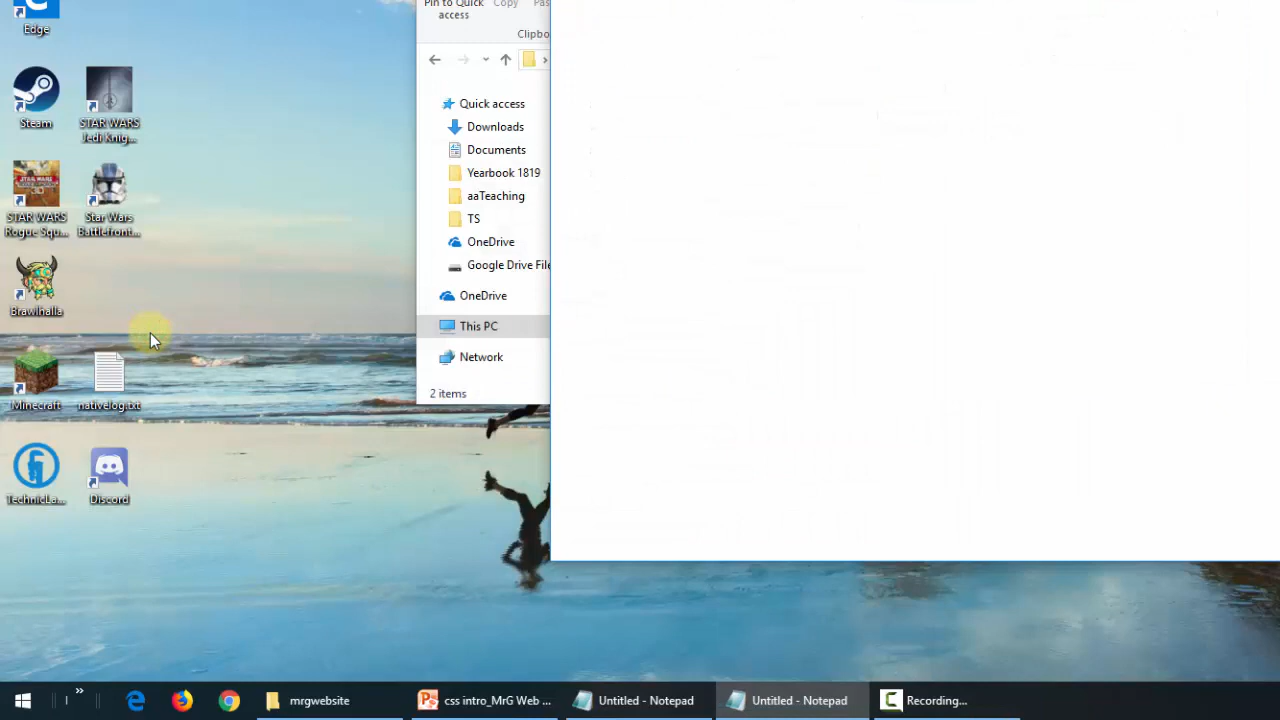 Edge
Steam
STAR WARS
Jedi Knig...
STAR WARS
Rogue Squ...
Star Wars
Battlefront...
Brawlhalla
Minecraft
nativelog.txt
TechnicLa...
Discord
Pin to Quick
access
Copy
Pas
Clipbo
Quick access
Downloads
Documents
Yearbook 1819
aaTeaching
TS
OneDrive
Google Drive File
OneDrive
This PC
Network
2 items
mrgwebsite
css intro_MrG Web ...
Untitled - Notepad
Untitled - Notepad
Recording...